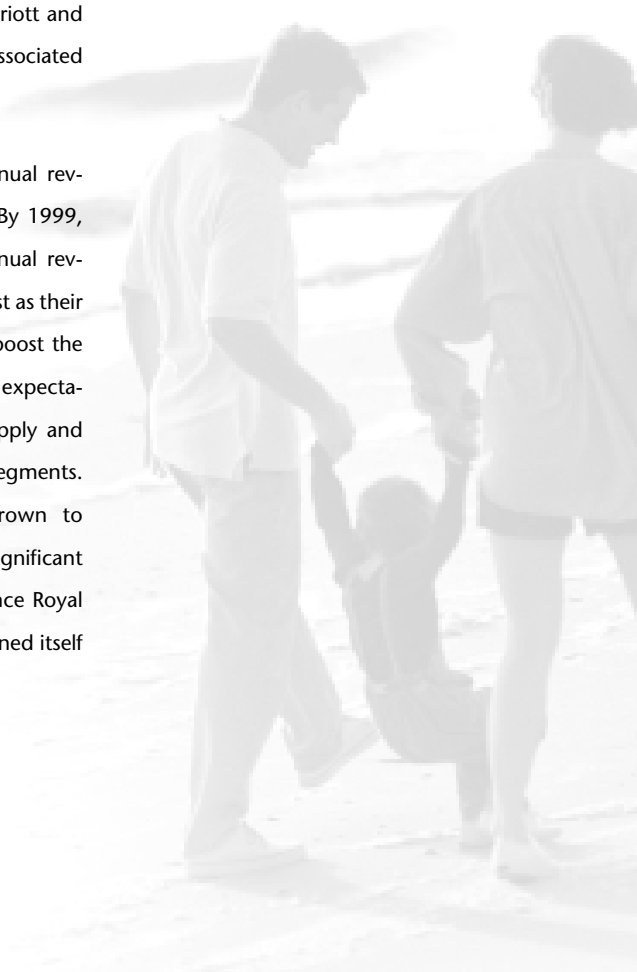 riott and
ssociated
nual rev-
By 1999,
nual rev-
st as their
boost the
expecta-
pply and
egments.
rown to
gnificant
nce Royal
ned itself